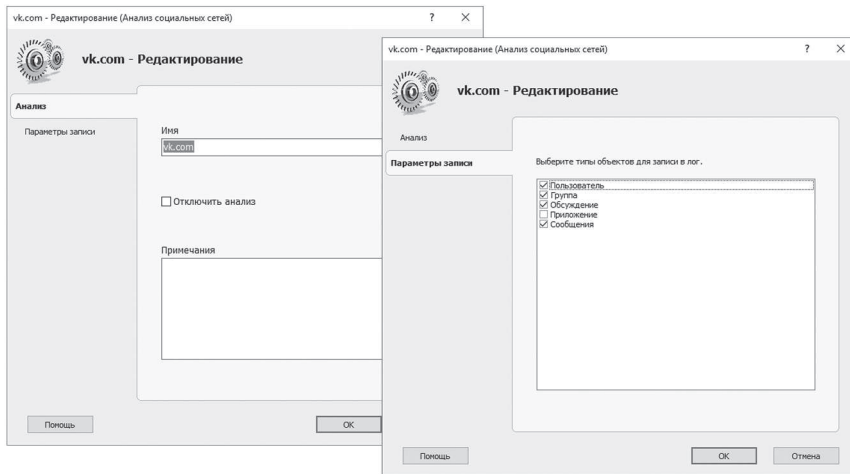 vk.com - Редактирование (Анализ социальных сетей)
? ×
vk.com - Редактирование
Анализ
Параметры записи
Имя
vk.com
Отключить анализ
Примечания
Помощь
OK
vk.com - Редактирование (Анализ социальных сетей)
? ×
vk.com - Редактирование
Анализ
Параметры записи
Выберите типы объектов для записи в лог.
Пользователь
Группа
Обсуждение
Приложение
Сообщения
Помощь
OK
Отмена